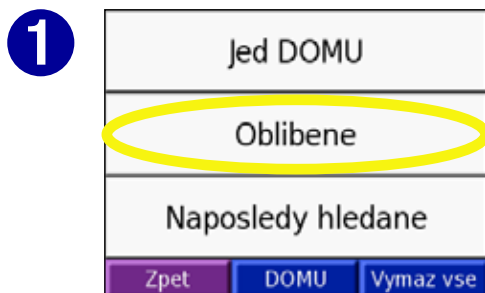 1
Jed DOMU
Oblibene
Naposledy hledane
Zpet DOMU Vymaz vse